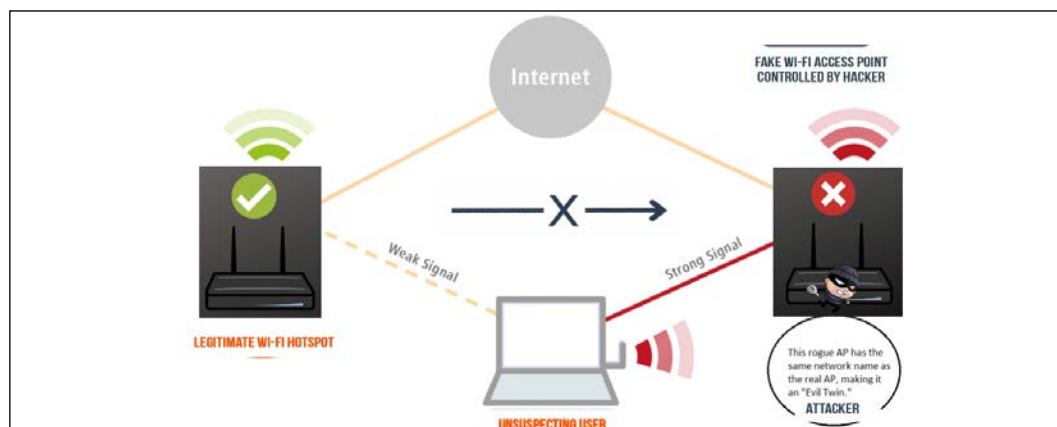 Internet
FAKE WI-FI ACCESS POINT
CONTROLLED BY HACKER
X
Weak Signal
Strong Signal
LEGITIMATE WI-FI HOTSPOT
This rogue AP has the
same network name as
the real AP, making it
an "Evil Twin."
ATTACKER
UNSUSPECTING USER